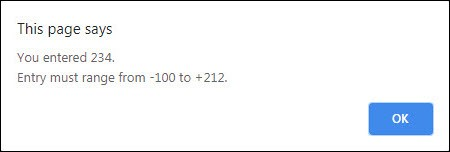 This page says
You entered 234.
Entry must range from -100 to +212.
OK